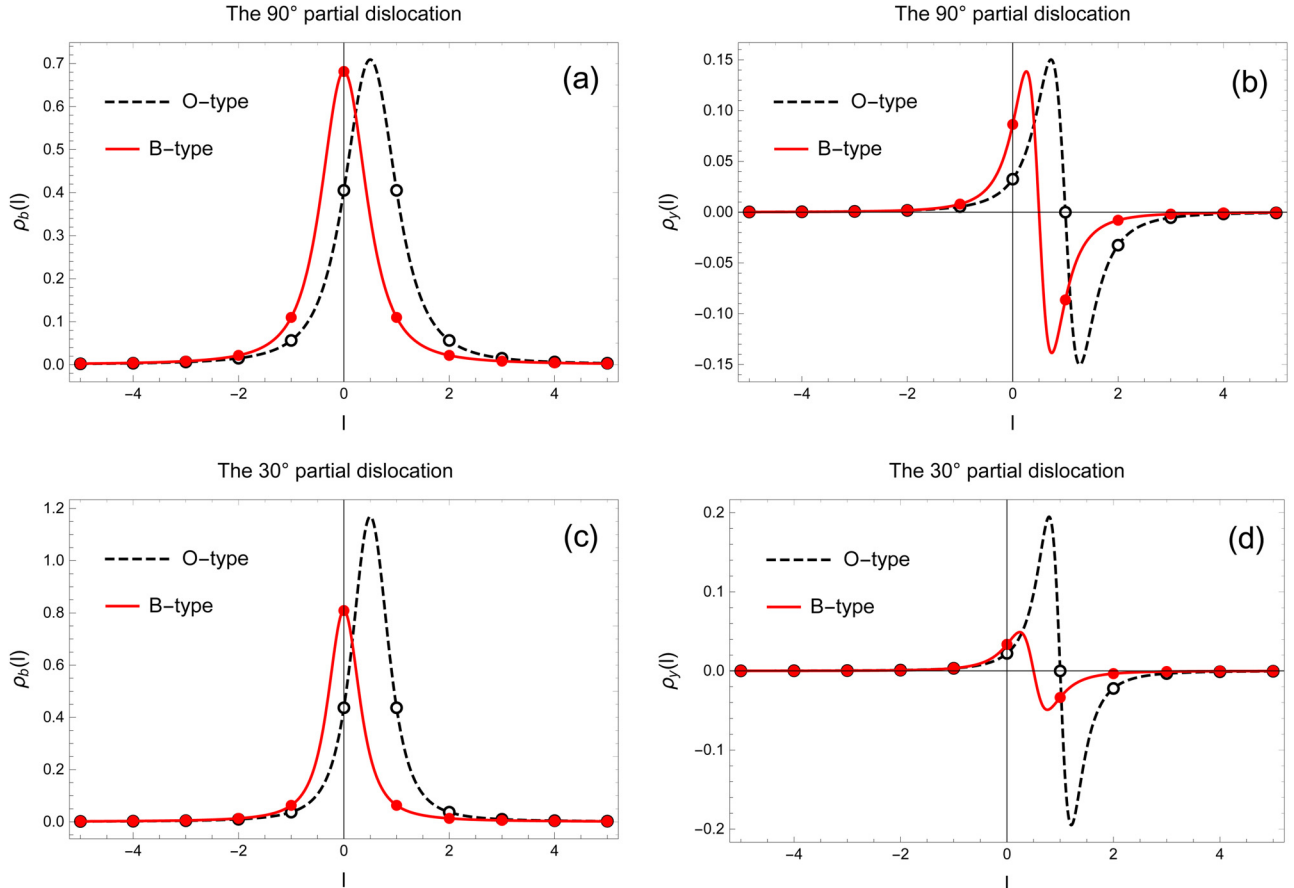 The 90° partial dislocation
(a)
O−type
B−type
ρb(l)
0.7
0.6
0.5
0.4
0.3
0.2
0.1
0.0
−4 −2 0 2 4
l
The 90° partial dislocation
(b)
O−type
B−type
ρy(l)
0.15
0.10
0.05
0.00
−0.05
−0.10
−0.15
−4 −2 0 2 4
l
The 30° partial dislocation
(c)
O−type
B−type
ρb(l)
1.2
1.0
0.8
0.6
0.4
0.2
0.0
−4 −2 0 2 4
l
The 30° partial dislocation
(d)
O−type
B−type
ρy(l)
0.2
0.1
0.0
−0.1
−0.2
−4 −2 0 2 4
l